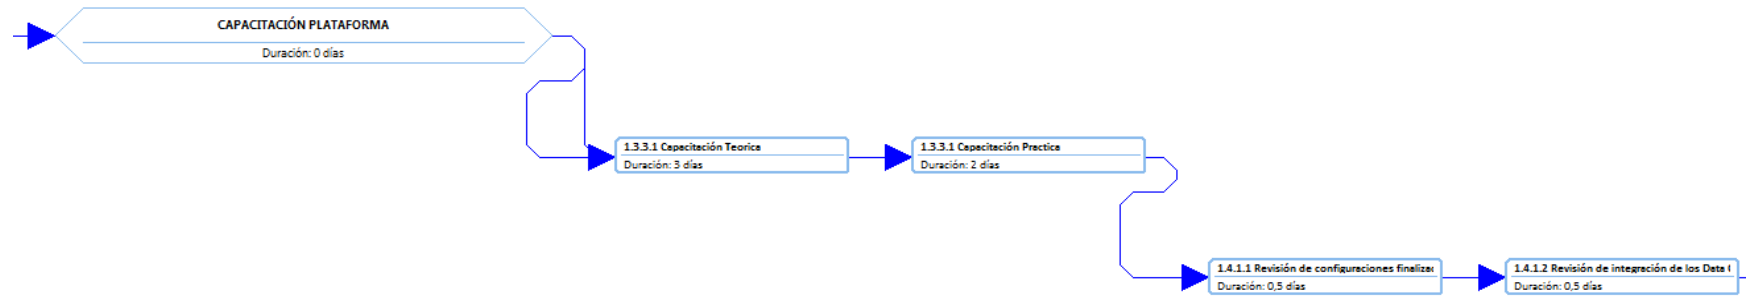 CAPACITACIÓN PLATAFORMA
Duración: 0 días
1.3.3.1 Capacitación Teorica
Duración: 3 días
1.3.3.1 Capacitación Practica
Duración: 2 días
1.4.1.1 Revisión de configuraciones
Duración: 0,5 días
1.4.1.2 Revisión de integración de los Data
Duración: 0,5 días